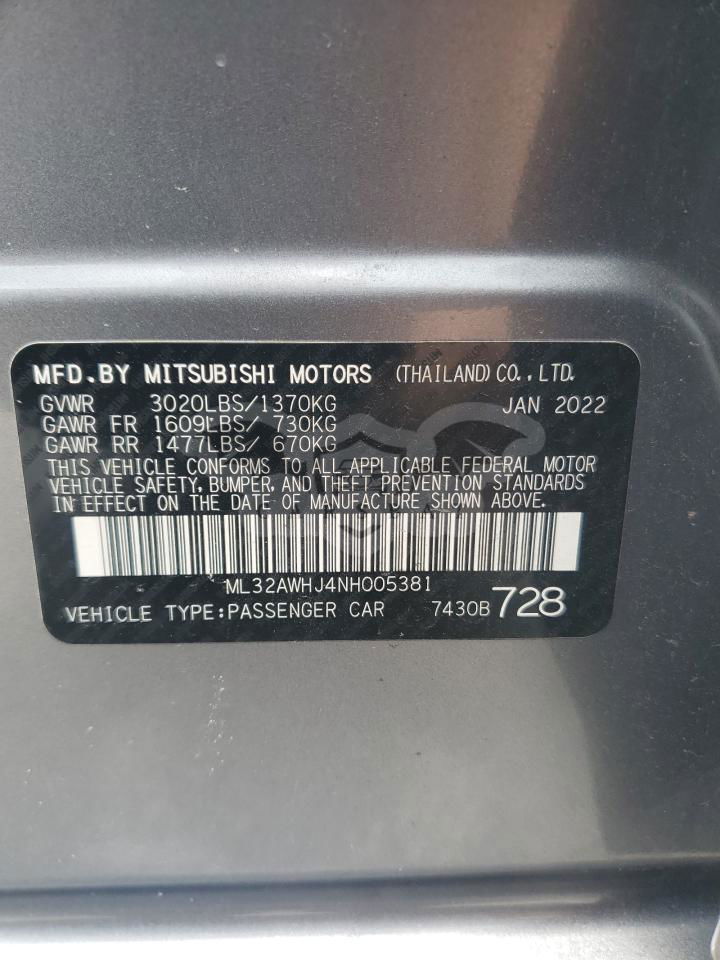 MFD.BY MITSUBISHI MOTORS (THAILAND) CO., LTD.
GVWR 3020LBS/1370KG JAN 2022
GAWR FR 1609LBS/ 730KG
GAWR RR 1477LBS/ 670KG
THIS VEHICLE CONFORMS TO ALL APPLICABLE FEDERAL MOTOR
VEHICLE SAFETY, BUMPER, AND THEFT PREVENTION STANDARDS
IN EFFECT ON THE DATE OF MANUFACTURE SHOWN ABOVE.
ML32AWHJ4NH005381
VEHICLE TYPE:PASSENGER CAR 7430B 728